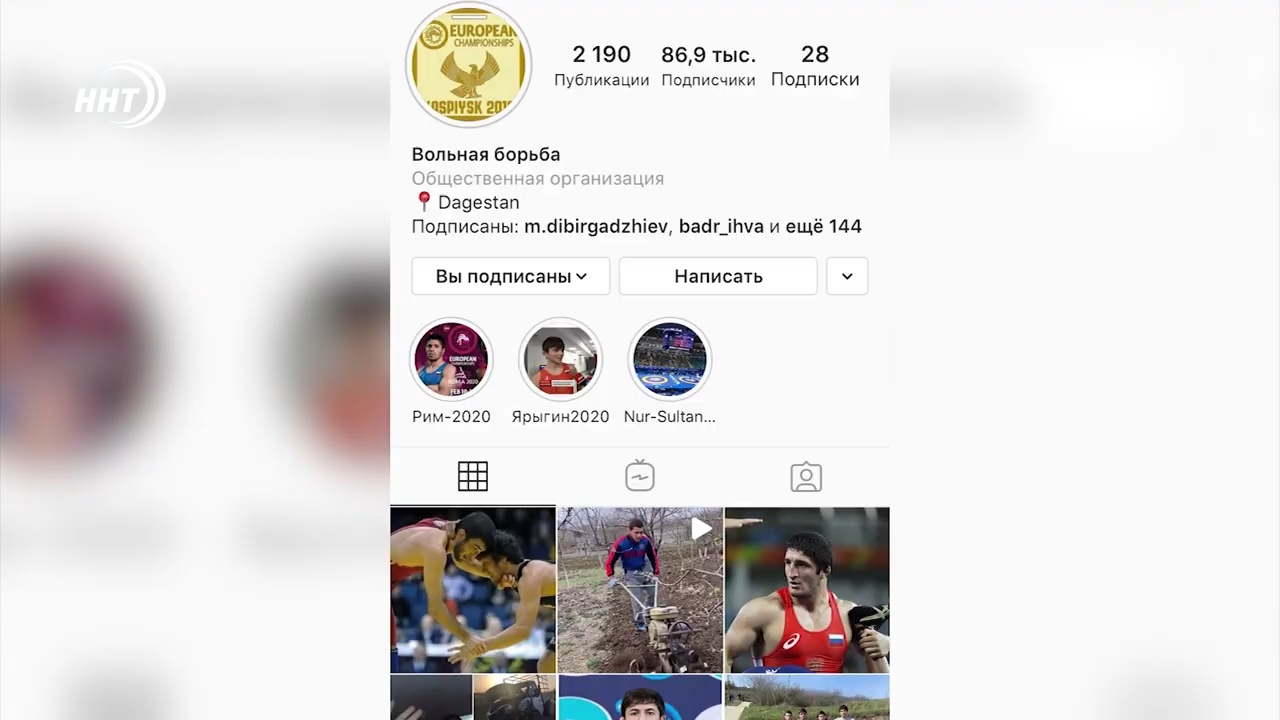 ННТ
EUROPEAN
CHAMPIONSHIPS
2 190
Публикации
86,9 тыс.
Подписчики
28
Подписки
Вольная борьба
Общественная организация
Dagestan
Подписаны: m.dibirgadzhiev, badr_ihva и ещё 144
Вы подписаны
Написать
EUROPEAN
Рим-2020
Ярыгин2020
Nur-Sultan...